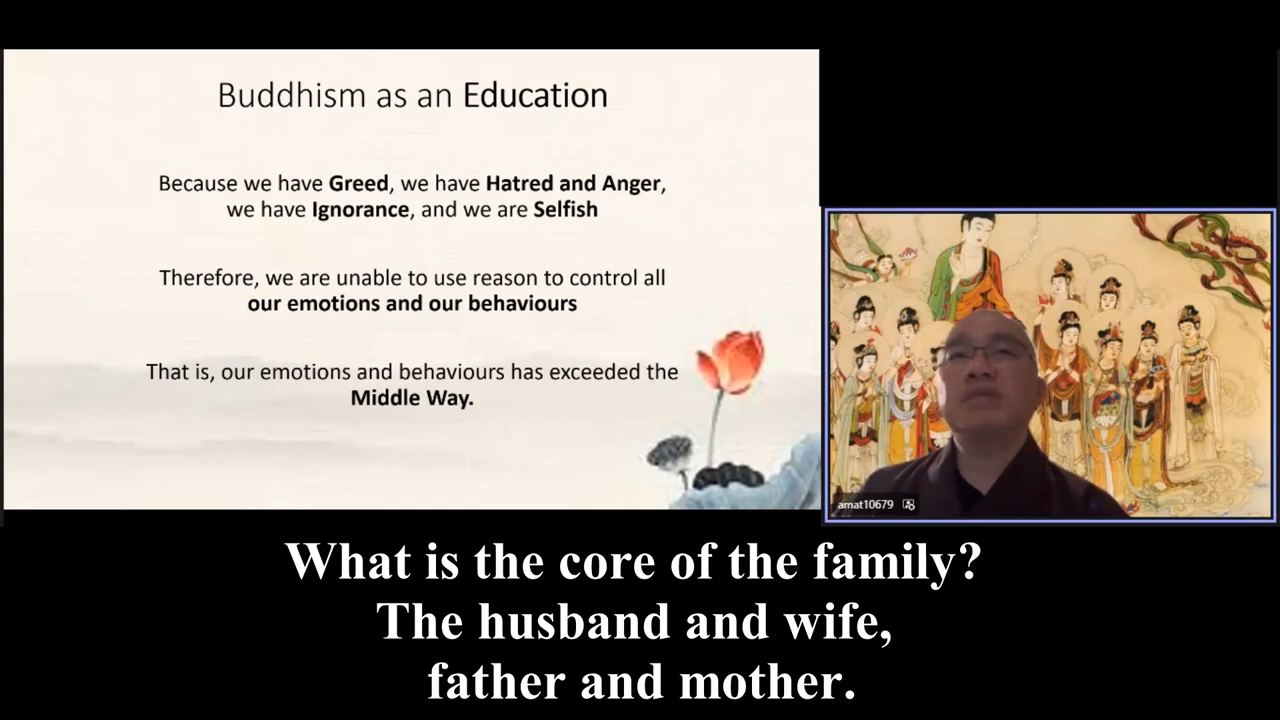 Buddhism as an Education
Because we have Greed, we have Hatred and Anger,
we have Ignorance, and we are Selfish
Therefore, we are unable to use reason to control all
our emotions and our behaviours
That is, our emotions and behaviours has exceeded the
Middle Way.
amat10679
What is the core of the family?
The husband and wife,
father and mother.